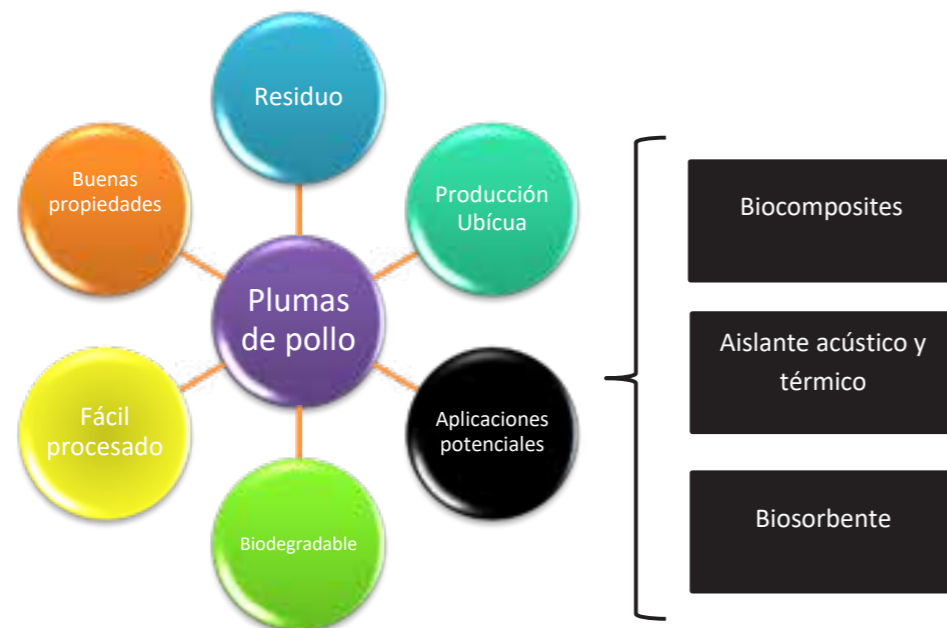 Residuo
Buenas
propiedades
Producción
Ubícua
Plumas
de pollo
Fácil
procesado
Aplicaciones
potenciales
Biodegradable
Biocomposites
Aislante acústico y
térmico
Biosorbente